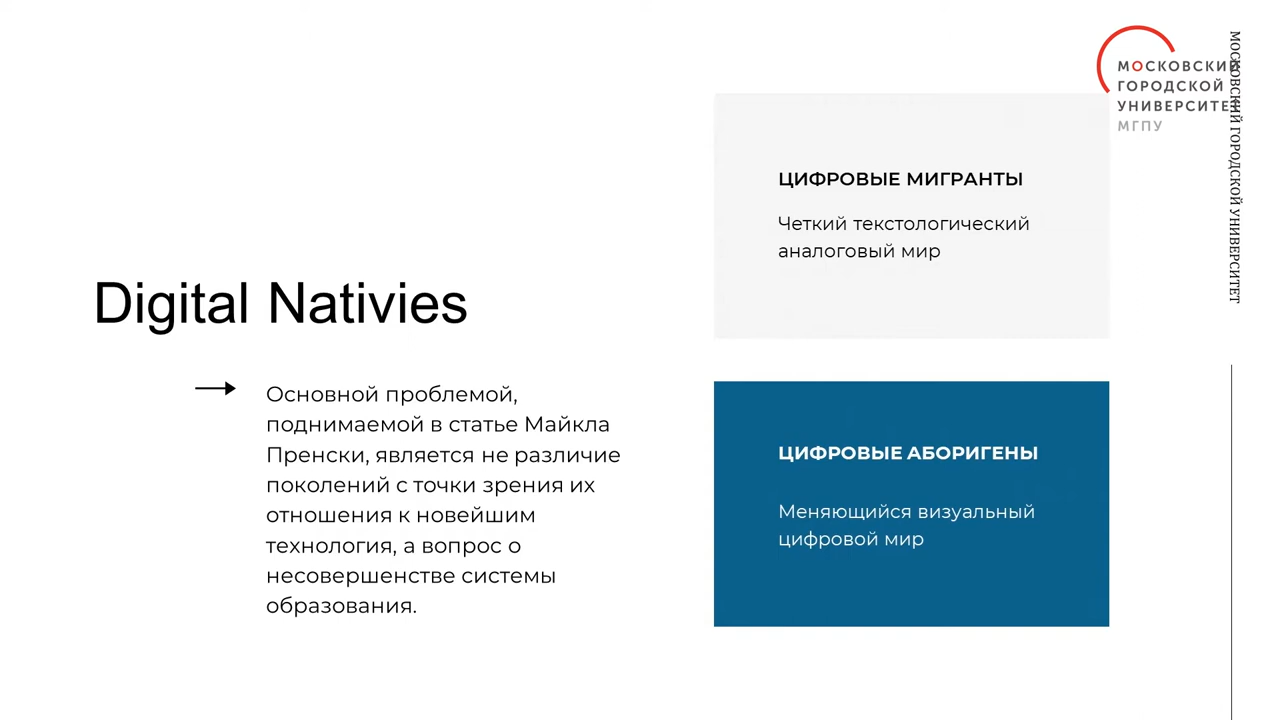 Digital Nativies
Основной проблемой,
поднимаемой в статье Майкла
Пренски, является не различие
поколений с точки зрения их
отношения к новейшим
технология, а вопрос о
несовершенстве системы
образования.
ЦИФРОВЫЕ МИГРАНТЫ
Четкий текстологический
аналоговый мир
ЦИФРОВЫЕ АБОРИГЕНЫ
Меняющийся визуальный
цифровой мир
МОСКОВСКИЙ
ГОРОДСКОЙ
УНИВЕРСИТЕТ
МГПУ
МОСКОВСКИЙ ГОРОДСКОЙ УНИВЕРСИТЕТ